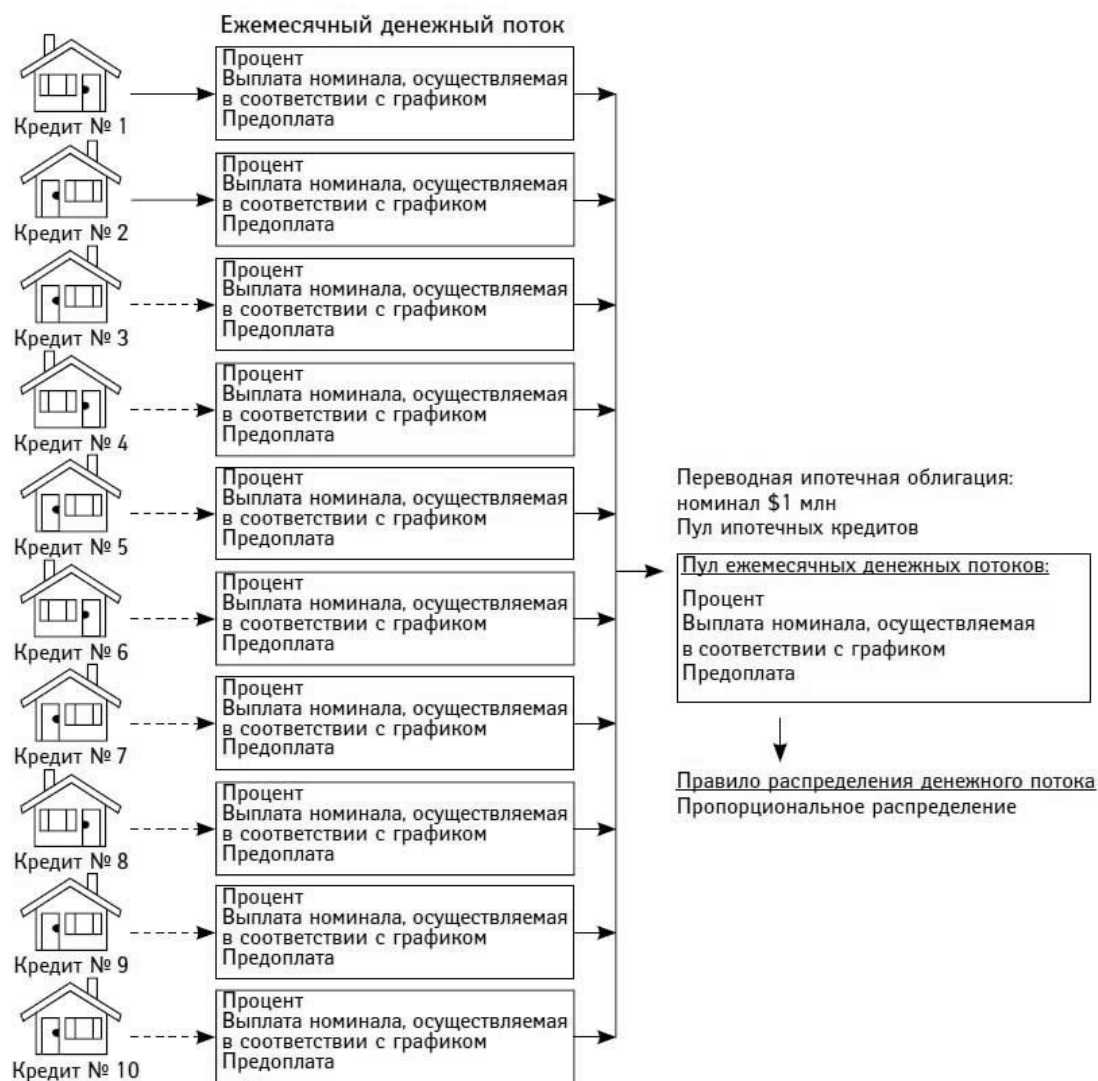 Ежемесячный денежный поток
Процент
Выплата номинала, осуществляемая
в соответствии с графиком
Предоплата
Кредит № 1
Процент
Выплата номинала, осуществляемая
в соответствии с графиком
Предоплата
Кредит № 2
Процент
Выплата номинала, осуществляемая
в соответствии с графиком
Предоплата
Кредит № 3
Процент
Выплата номинала, осуществляемая
в соответствии с графиком
Предоплата
Кредит № 4
Процент
Выплата номинала, осуществляемая
в соответствии с графиком
Предоплата
Кредит № 5
Процент
Выплата номинала, осуществляемая
в соответствии с графиком
Предоплата
Кредит № 6
Процент
Выплата номинала, осуществляемая
в соответствии с графиком
Предоплата
Кредит № 7
Процент
Выплата номинала, осуществляемая
в соответствии с графиком
Предоплата
Кредит № 8
Процент
Выплата номинала, осуществляемая
в соответствии с графиком
Предоплата
Кредит № 9
Процент
Выплата номинала, осуществляемая
в соответствии с графиком
Предоплата
Кредит № 10
Переводная ипотечная облигация:
номинал $1 млн
Пул ипотечных кредитов
Пул ежемесячных денежных потоков:
Процент
Выплата номинала, осуществляемая
в соответствии с графиком
Предоплата
Правило распределения денежного потока
Пропорциональное распределение